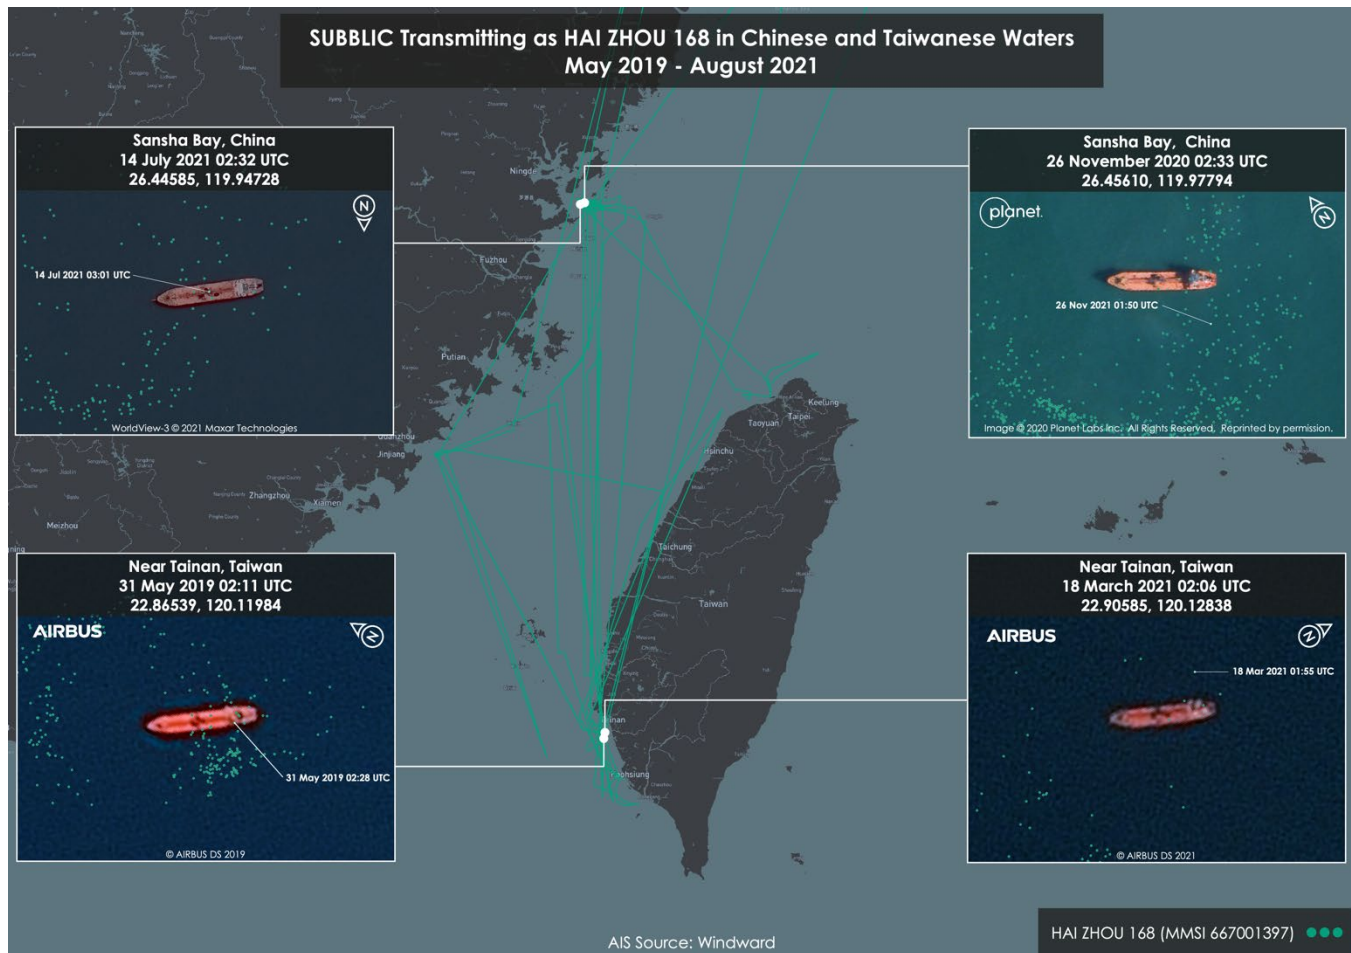 SUBBLIC Transmitting as HAI ZHOU 168 in Chinese and Taiwanese Waters
May 2019 - August 2021
Sansha Bay, China
14 July 2021 02:32 UTC
26.44585, 119.94728
N
14 Jul 2021 03:01 UTC
WorldView-3 © 2021 Maxar Technologies
Sansha Bay, China
26 November 2020 02:33 UTC
26.45610, 119.97794
planet.
N
26 Nov 2021 01:50 UTC
Image © 2020 Planet Labs Inc. All Rights Reserved. Reprinted by permission.
Ningde
Fuzhou
Putian
Quanzhou
Jinjiang
Zhangzhou
Xiamen
Meizhou
Keelung
Taipei
Taoyuan
Hsinchu
Taichung
Taiwan
Tainan
Kaohsiung
Near Tainan, Taiwan
31 May 2019 02:11 UTC
22.86539, 120.11984
AIRBUS
N
31 May 2019 02:28 UTC
© AIRBUS DS 2019
Near Tainan, Taiwan
18 March 2021 02:06 UTC
22.90585, 120.12838
AIRBUS
N
18 Mar 2021 01:55 UTC
© AIRBUS DS 2021
AIS Source: Windward
HAI ZHOU 168 (MMSI 667001397)